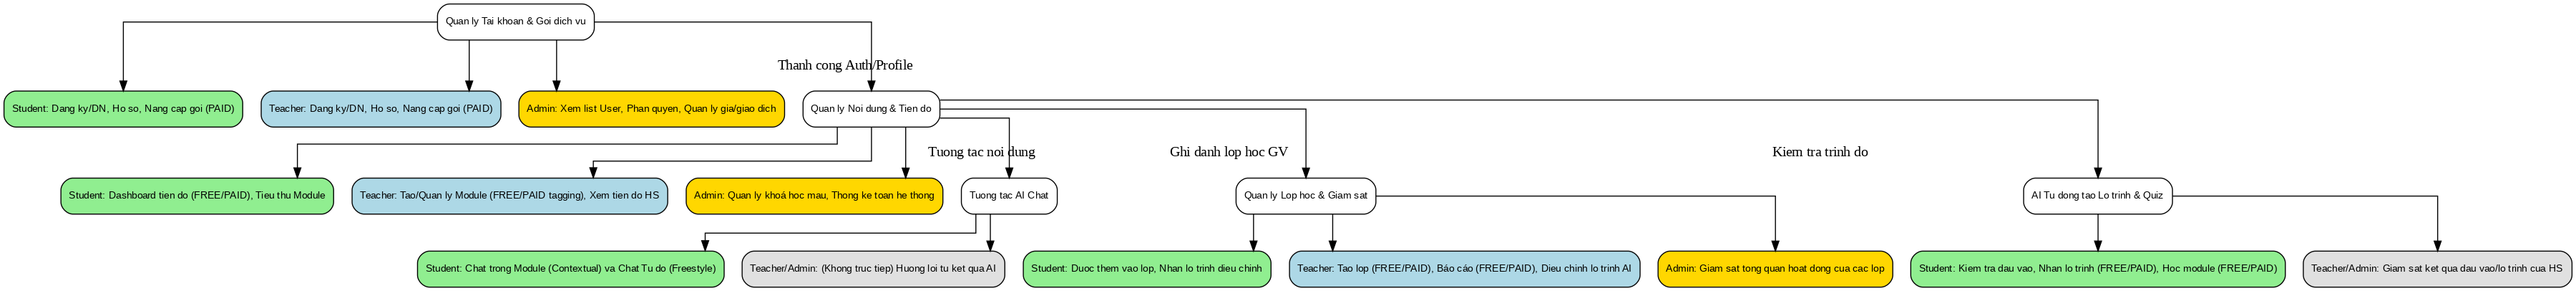 Quan ly Tai khoan & Goi dich vu
Thanh cong Auth/Profile
Student: Dang ky/DN, Ho so, Nang cap goi (PAID)
Teacher: Dang ky/DN, Ho so, Nang cap goi (PAID)
Admin: Xem list User, Phan quyen, Quan ly gia/giao dich
Quan ly Noi dung & Tien do
Tuong tac noi dung
Ghi danh lop hoc GV
Kiem tra trinh do
Student: Dashboard tien do (FREE/PAID), Tieu thu Module
Teacher: Tao/Quan ly Module (FREE/PAID tagging), Xem tien do HS
Admin: Quan ly khoá hoc mau, Thong ke toan he thong
Tuong tac AI Chat
Quan ly Lop hoc & Giam sat
AI Tu dong tao Lo trinh & Quiz
Student: Chat trong Module (Contextual) va Chat Tu do (Freestyle)
Teacher/Admin: (Khong truc tiep) Huong loi tu ket qua AI
Student: Duoc them vao lop, Nhan lo trinh dieu chinh
Teacher: Tao lop (FREE/PAID), Báo cáo (FREE/PAID), Dieu chinh lo trinh AI
Admin: Giam sat tong quan hoat dong cua cac lop
Student: Kiem tra dau vao, Nhan lo trinh (FREE/PAID), Hoc module (FREE/PAID)
Teacher/Admin: Giam sat ket qua dau vao/lo trinh cua HS